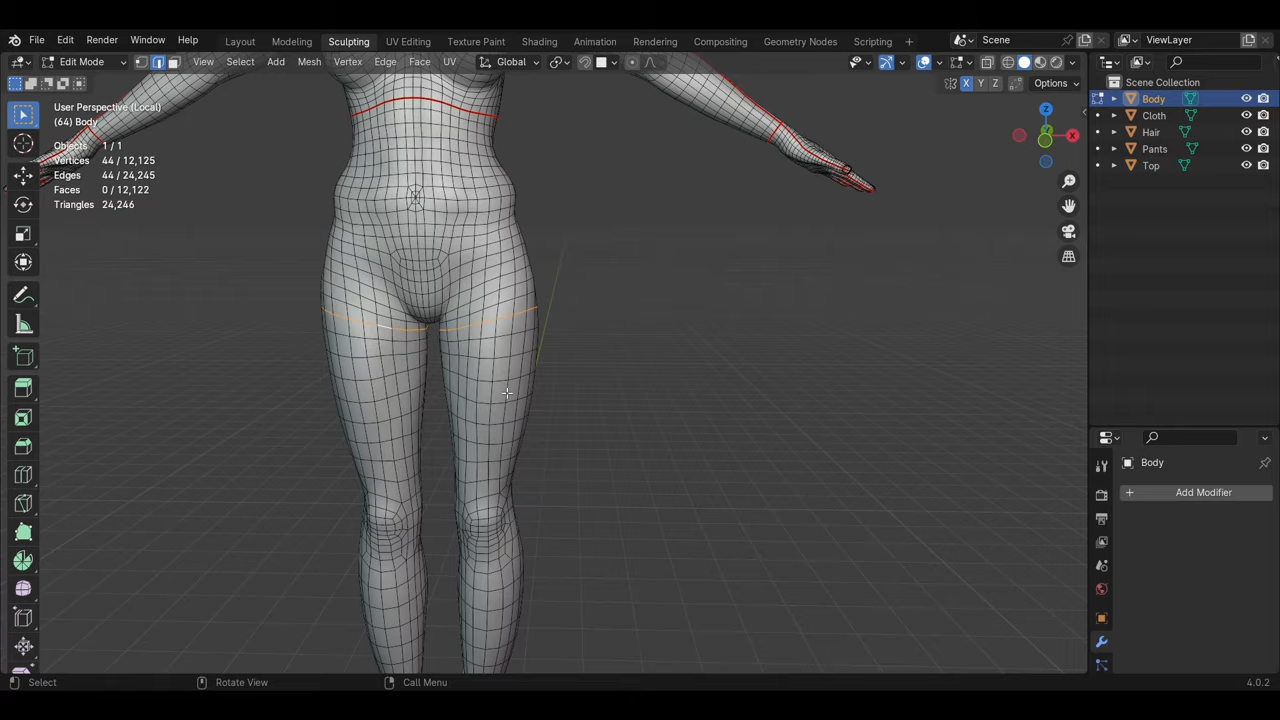 File Edit Render Window Help Layout Modeling Sculpting UV Editing Texture Paint Shading Animation Rendering Compositing Geometry Nodes Scripting + Scene ViewLayer
Edit Mode View Select Add Mesh Vertex Edge Face UV Global
X Y Z Options
Scene Collection
Body
Cloth
Hair
Pants
Top
User Perspective (Local)
(64) Body
Objects 1 / 1
Vertices 44 / 12,125
Edges 44 / 24,245
Faces 0 / 12,122
Triangles 24,246
Z
X
Body
+ Add Modifier
Select Rotate View Call Menu 4.0.2